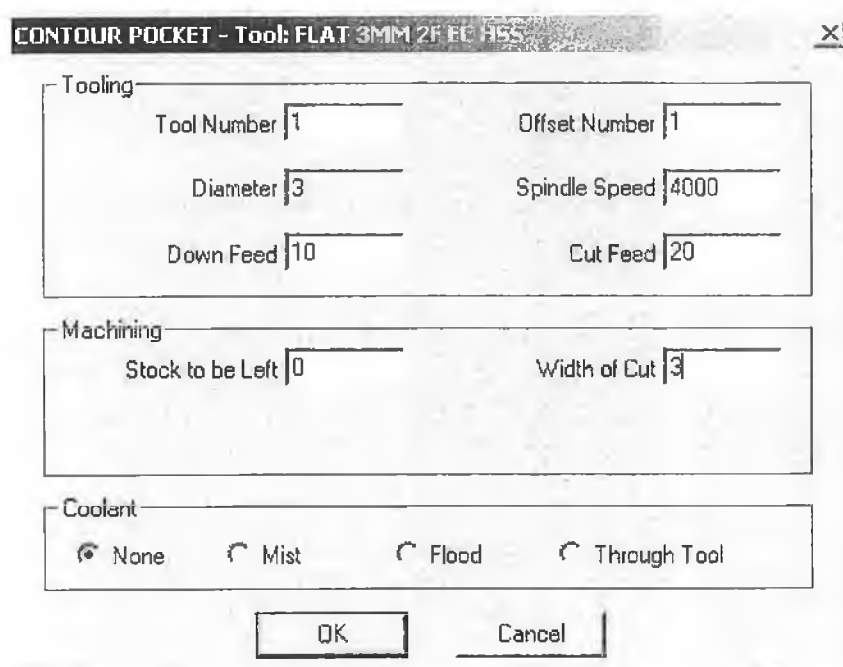 CONTOUR POCKET - Tool: FLAT 3MM 2F EC HSS
Tooling
Tool Number 1 Offset Number 1
Diameter 3 Spindle Speed 4000
Down Feed 10 Cut Feed 20
Machining
Stock to be Left 0 Width of Cut 3
Coolant
None Mist Flood Through Tool
OK Cancel